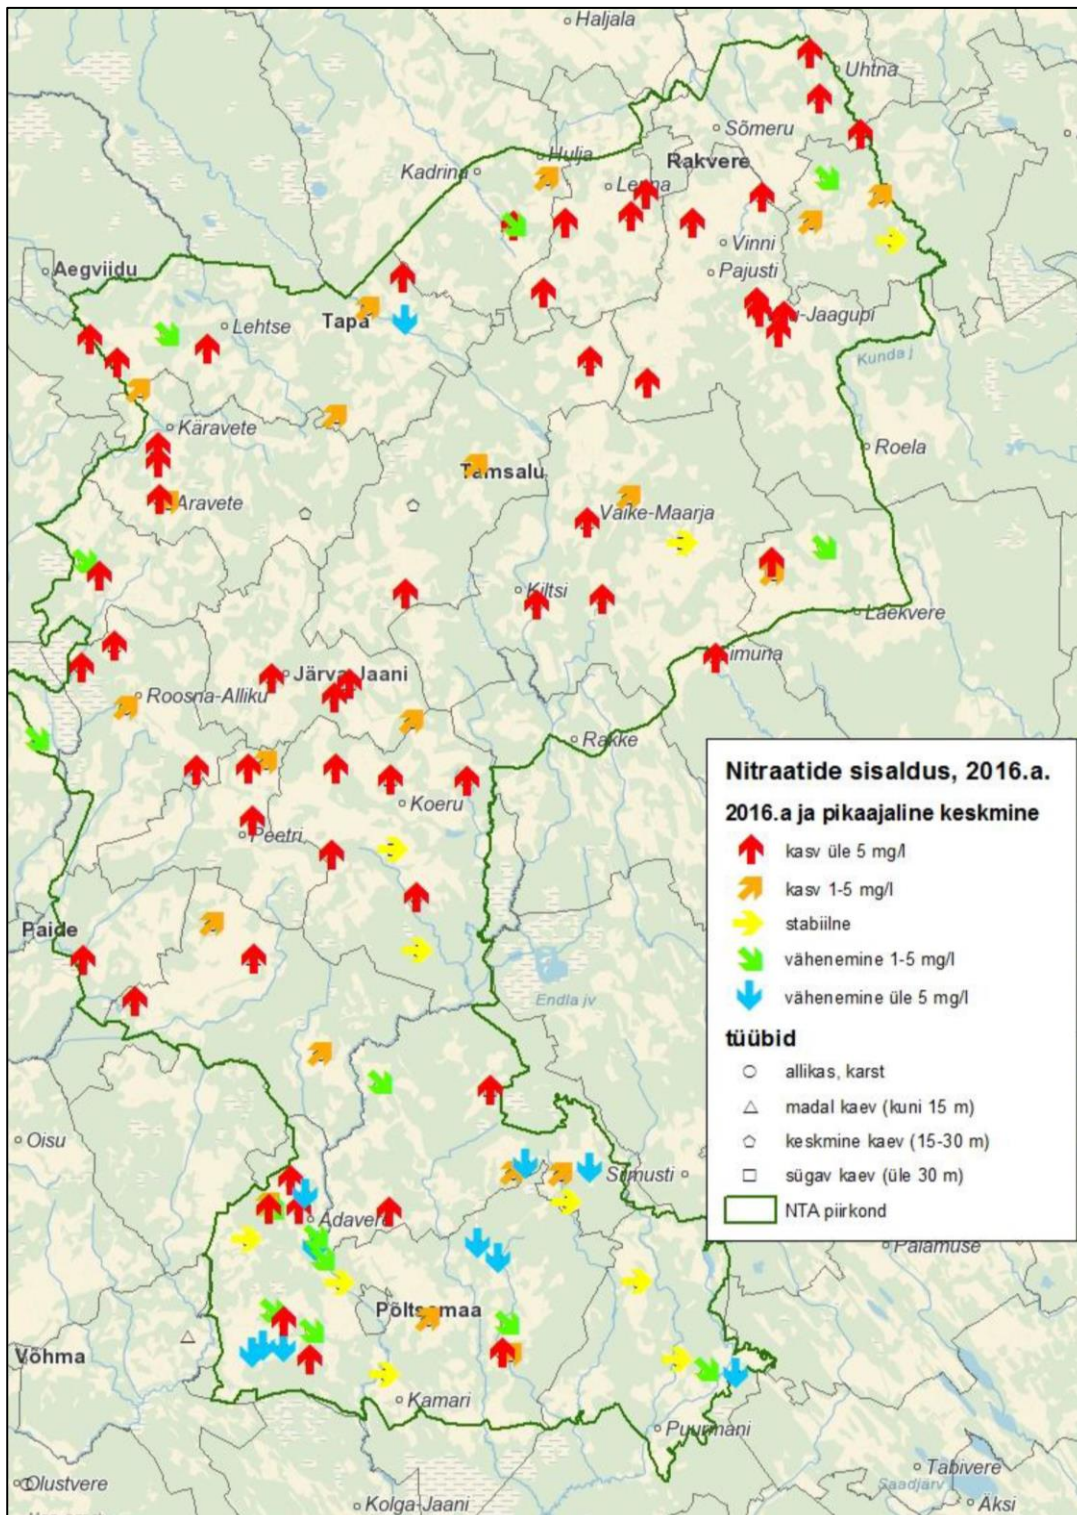 Haljala
Uhtna
Sõmeru
Hulja
Rakvere
Kadrina
Vinni
Aegviidu
Pajusti
Lehtse
Tapa
-Jaagupi
Kunda j
Käravete
Roela
Tamsalu
Aravete
Väike-Maarja
Kiltsi
Laekvere
Simuna
Järva-Jaani
Roosna-Alliku
Rakke
Nitraatide sisaldus, 2016.a.
2016.a ja pikaajaline keskmine
kasv üle 5 mg/l
kasv 1-5 mg/l
stabiilne
vähenemine 1-5 mg/l
vähenemine üle 5 mg/l
tüübid
allikas, karst
madal kaev (kuni 15 m)
keskmine kaev (15-30 m)
sügav kaev (üle 30 m)
NTA piirkond
Koeru
Peetri
Paide
Endla jv
Oisu
Siimusti
Adavere
Palamuse
Põltsamaa
Võhma
Kamari
Puurmani
Tabivere
Saadjärv
Olustvere
Kolga-Jaani
Äksi